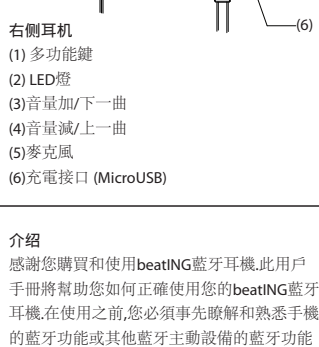 (6)
右侧耳机
(1) 多功能鍵
(2) LED燈
(3)音量加/下一曲
(4)音量減/上一曲
(5)麥克風
(6)充電接口 (MicroUSB)
介绍
感謝您購買和使用beatING藍牙耳機.此用戶
手冊將幫助您如何正確使用您的beatING藍牙
耳機.在使用之前,您必須事先瞭解和熟悉手機
的藍牙功能或其他藍牙主動設備的藍牙功能